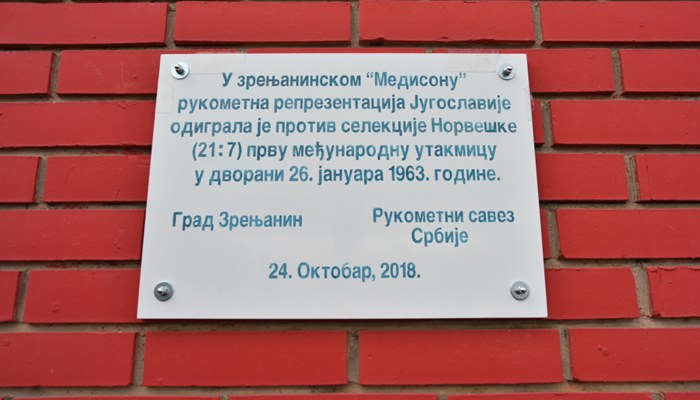 У зрењанинском “Медисону”
рукометна репрезентација Југославије
одиграла је против селекције Норвешке
(21:7) прву међународну утакмицу
у дворани 26. јануара 1963. године.
Град Зрењанин
Рукометни савез
Србије
24. Октобар, 2018.